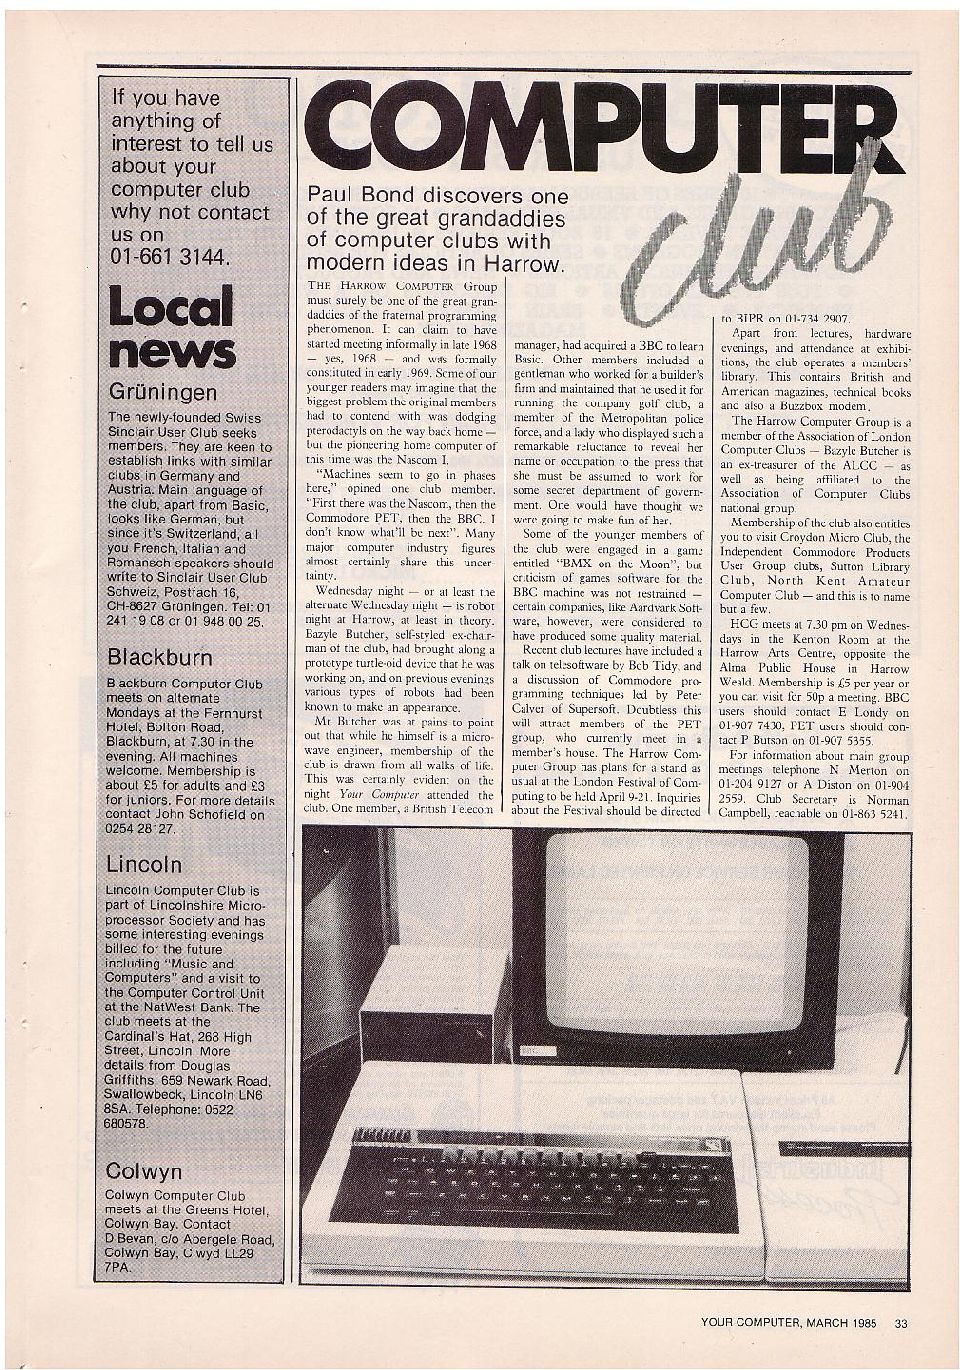 If you have
anything of
interest to tell us
about your
computer club
why not contact
us on
01-661 3144.
Local
news
Grüningen
The newly-founded Swiss
Sinclair User Club seeks
members. They are keen to
establish links with similar
clubs in Germany and
Austria. Main language of
the club, apart from Basic,
looks like German, but
since it's Switzerland, all
you French, Italian and
Romansch speakers should
write to Sinclair User Club
Schweiz, Postfach 16,
CH-8627 Grüningen. Tel: 01
241 19 08 or 01 948 00 25.
Blackburn
Blackburn Computer Club
meets on alternate
Mondays at the Fernhurst
Hotel, Bolton Road,
Blackburn, at 7.30 in the
evening. All machines
welcome. Membership is
about £5 for adults and £3
for juniors. For more details
contact John Schofield on
0254 28127.
Lincoln
Lincoln Computer Club is
part of Lincolnshire Micro-
processor Society and has
some interesting evenings
billed for the future
including "Music and
Computers" and a visit to
the Computer Control Unit
at the NatWest Bank. The
club meets at the
Cardinal's Hat, 268 High
Street, Lincoln. More
details from Douglas
Griffiths, 659 Newark Road,
Swallowbeck, Lincoln LN6
8SA. Telephone: 0522
680578.
Colwyn
Colwyn Computer Club
meets at the Greens Hotel,
Colwyn Bay. Contact
D Bevan, c/o Abergele Road,
Colwyn Bay, Clwyd LL29
7PA.
COMPUTER
club
Paul Bond discovers one
of the great grandaddies
of computer clubs with
modern ideas in Harrow.
THE HARROW COMPUTER Group
must surely be one of the great gran-
daddies of the fraternal programming
phenomenon. It can claim to have
started meeting informally in late 1968
— yes, 1968 — and was formally
constituted in early 1969. Some of our
younger readers may imagine that the
biggest problem the original members
had to contend with was dodging
pterodactyls on the way back home —
but the pioneering home computer of
this time was the Nascom I.
"Machines seem to go in phases
here," opined one club member.
"First there was the Nascom, then the
Commodore PET, then the BBC. I
don't know what'll be next". Many
major computer industry figures
almost certainly share this uncer-
tainty.
Wednesday night — or at least the
alternate Wednesday night — is robot
night at Harrow, at least in theory.
Bazyle Butcher, self-styled ex-chair-
man of the club, had brought along a
prototype turtle-oid device that he was
working on, and on previous evenings
various types of robots had been
known to make an appearance.
Mr Butcher was at pains to point
out that while he himself is a micro-
wave engineer, membership of the
club is drawn from all walks of life.
This was certainly evident on the
night Your Computer attended the
club. One member, a British Telecom
manager, had acquired a BBC to learn
Basic. Other members included a
gentleman who worked for a builder's
firm and maintained that he used it for
running the company golf club, a
member of the Metropolitan police
force, and a lady who displayed such a
remarkable reluctance to reveal her
name or occupation to the press that
she must be assumed to work for
some secret department of govern-
ment. One would have thought we
were going to make fun of her.
Some of the younger members of
the club were engaged in a game
entitled "BMX on the Moon", but
criticism of games software for the
BBC machine was not restrained —
certain companies, like Aardvark Soft-
ware, however, were considered to
have produced some quality material.
Recent club lectures have included a
talk on telesoftware by Bob Tidy, and
a discussion of Commodore pro-
gramming techniques led by Peter
Calver of Supersoft. Doubtless this
will attract members of the PET
group, who currently meet in a
member's house. The Harrow Com-
puter Group has plans for a stand as
usual at the London Festival of Com-
puting to be held April 9-21. Inquiries
about the Festival should be directed
to BIPR on 01-734 2907.
Apart from lectures, hardware
evenings, and attendance at exhibi-
tions, the club operates a members'
library. This contains British and
American magazines, technical books
and also a Buzzbox modem.
The Harrow Computer Group is a
member of the Association of London
Computer Clubs — Bazyle Butcher is
an ex-treasurer of the ALCC — as
well as being affiliated to the
Association of Computer Clubs
national group.
Membership of the club also entitles
you to visit Croydon Micro Club, the
Independent Commodore Products
User Group clubs, Sutton Library
Club, North Kent Amateur
Computer Club — and this is to name
but a few.
HCG meets at 7.30 pm on Wednes-
days in the Kenton Room at the
Harrow Arts Centre, opposite the
Alma Public House in Harrow
Weald. Membership is £5 per year or
you can visit for 50p a meeting. BBC
users should contact E Londy on
01-907 7430, PET users should con-
tact P Butson on 01-907 5355.
For information about main group
meetings telephone N Merton on
01-204 9127 or A Diston on 01-904
2559. Club Secretary is Norman
Campbell, reachable on 01-863 5241.
YOUR COMPUTER, MARCH 1985 33